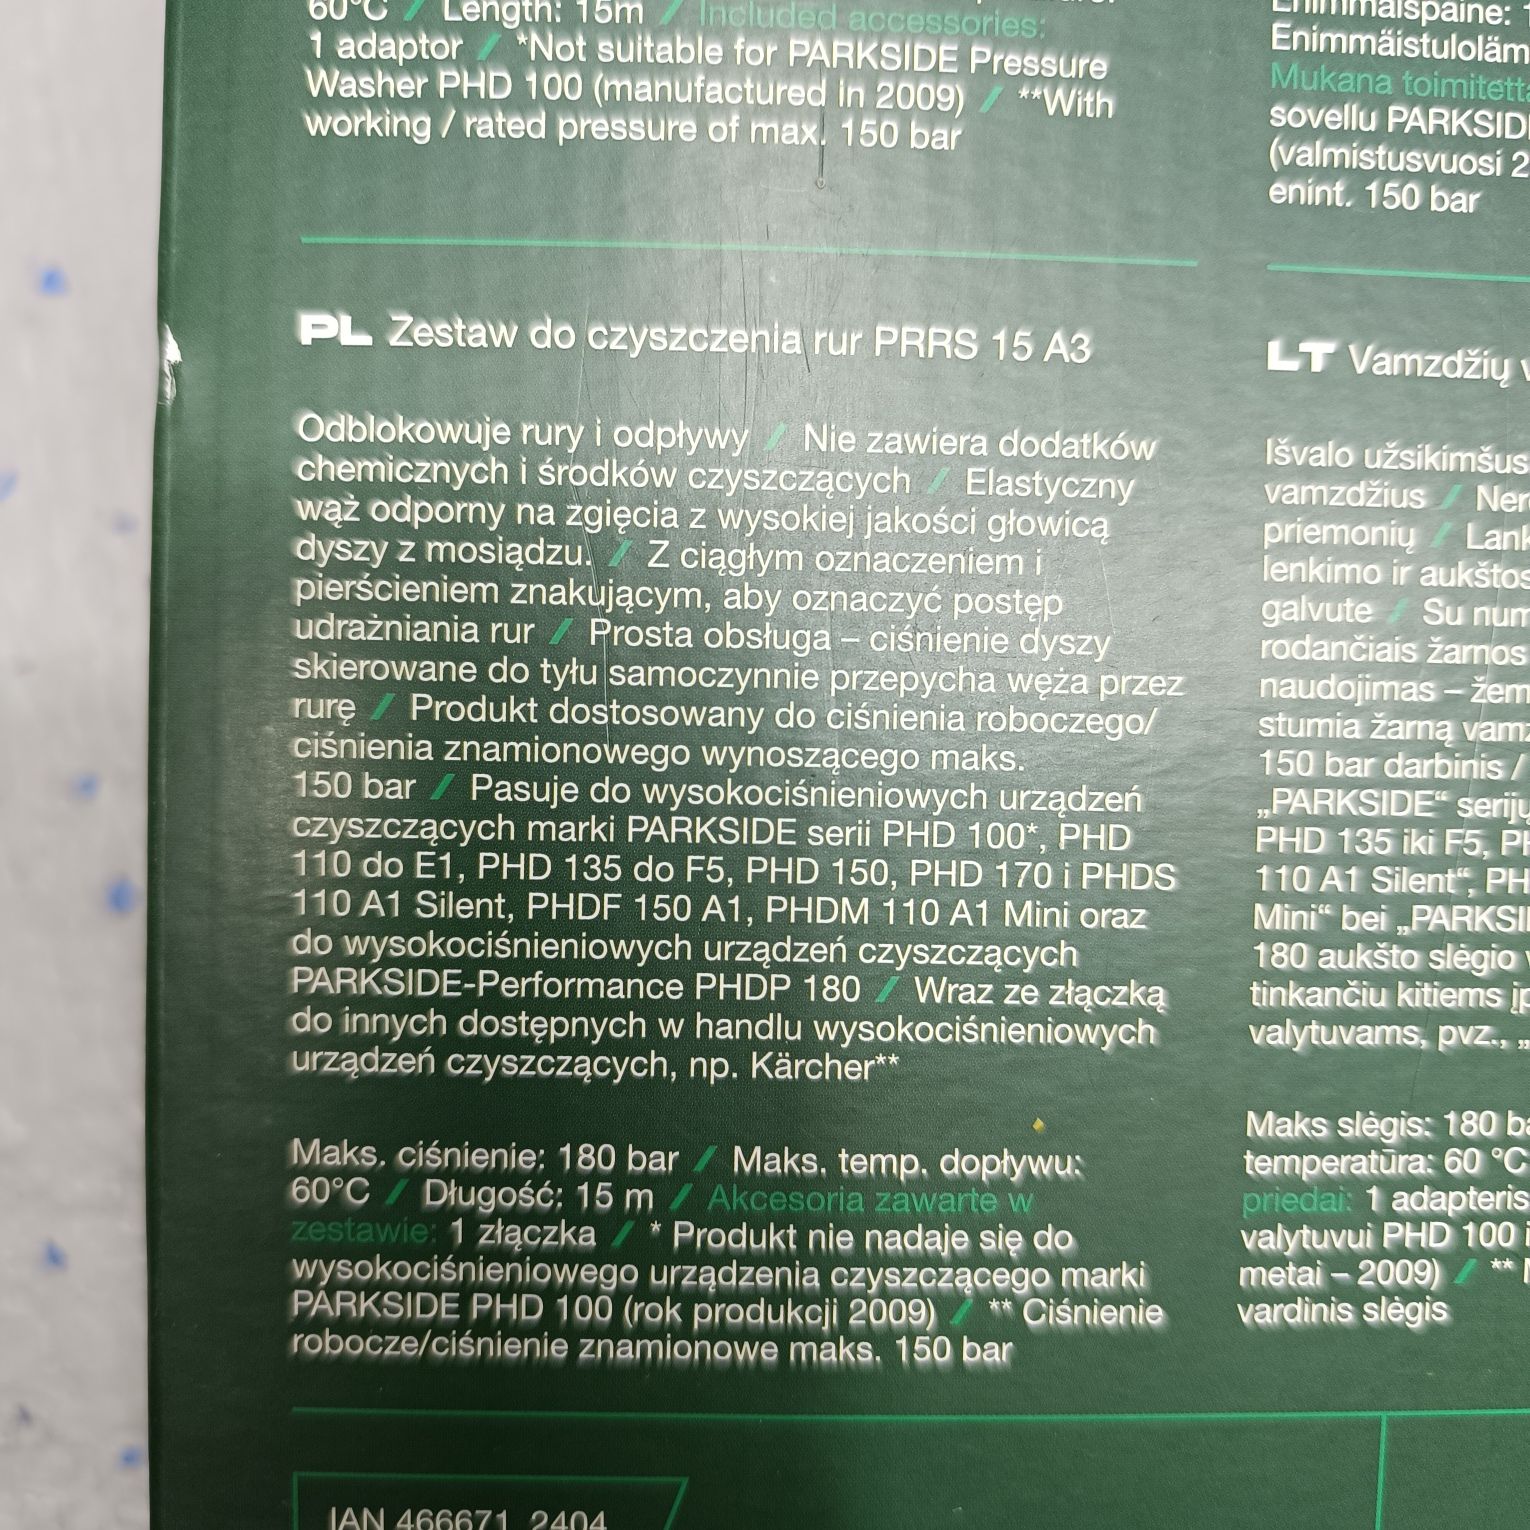 60°C / Length: 15m / Included accessories:
1 adaptor / *Not suitable for PARKSIDE Pressure
Washer PHD 100 (manufactured in 2009) / **With
working / rated pressure of max. 150 bar
Enimmäispaine:
Enimmäistuloläm
Mukana toimitetta
sovellu PARKSID
(valmistusvuosi 2
enint. 150 bar
PL Zestaw do czyszczenia rur PRRS 15 A3
Odblokowuje rury i odpływy / Nie zawiera dodatków
chemicznych i środków czyszczących / Elastyczny
wąż odporny na zgięcia z wysokiej jakości głowicą
dyszy z mosiądzu. / Z ciągłym oznaczeniem i
pierścieniem znakującym, aby oznaczyć postęp
udrażniania rur / Prosta obsługa – ciśnienie dyszy
skierowane do tyłu samoczynnie przepycha węża przez
rurę / Produkt dostosowany do ciśnienia roboczego/
ciśnienia znamionowego wynoszącego maks.
150 bar / Pasuje do wysokociśnieniowych urządzeń
czyszczących marki PARKSIDE serii PHD 100*, PHD
110 do E1, PHD 135 do F5, PHD 150, PHD 170 i PHDS
110 A1 Silent, PHDF 150 A1, PHDM 110 A1 Mini oraz
do wysokociśnieniowych urządzeń czyszczących
PARKSIDE-Performance PHDP 180 / Wraz ze złączką
do innych dostępnych w handlu wysokociśnieniowych
urządzeń czyszczących, np. Kärcher**
Maks. ciśnienie: 180 bar / Maks. temp. dopływu:
60°C / Długość: 15 m / Akcesoria zawarte w
zestawie: 1 złączka / * Produkt nie nadaje się do
wysokociśnieniowego urządzenia czyszczącego marki
PARKSIDE PHD 100 (rok produkcji 2009) / ** Ciśnienie
robocze/ciśnienie znamionowe maks. 150 bar
LT Vamzdžių v
Išvalo užsikimšus
vamzdžius / Ner
priemonių / Lank
lenkimo ir aukštos
galvute / Su num
rodančiais žarnos
naudojimas – žem
stumia žarną vamz
150 bar darbinis /
„PARKSIDE“ serijų
PHD 135 iki F5, PH
110 A1 Silent“, PH
Mini“ bei „PARKSI
180 aukšto slėgio v
tinkančiu kitiems įp
valytuvams, pvz., „
Maks slėgis: 180 ba
temperatūra: 60 °C
priedai: 1 adapteris
valytuvui PHD 100 i
metai – 2009) / **
vardinis slėgis
IAN 466671_2404